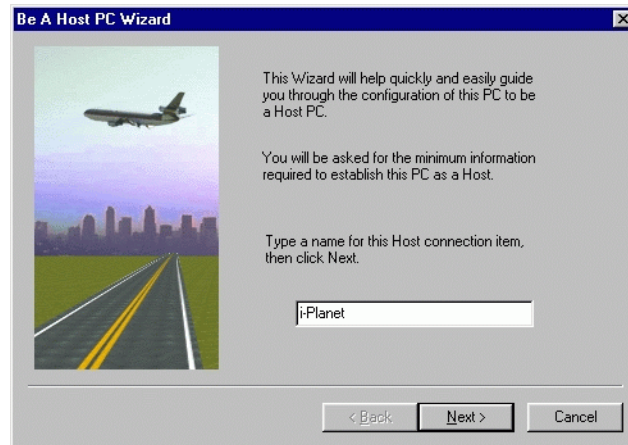 Be A Host PC Wizard
This Wizard will help quickly and easily guide
you through the configuration of this PC to be
a Host PC.
You will be asked for the minimum information
required to establish this PC as a Host.
Type a name for this Host connection item,
then click Next.
i-Planet
< Back
Next >
Cancel